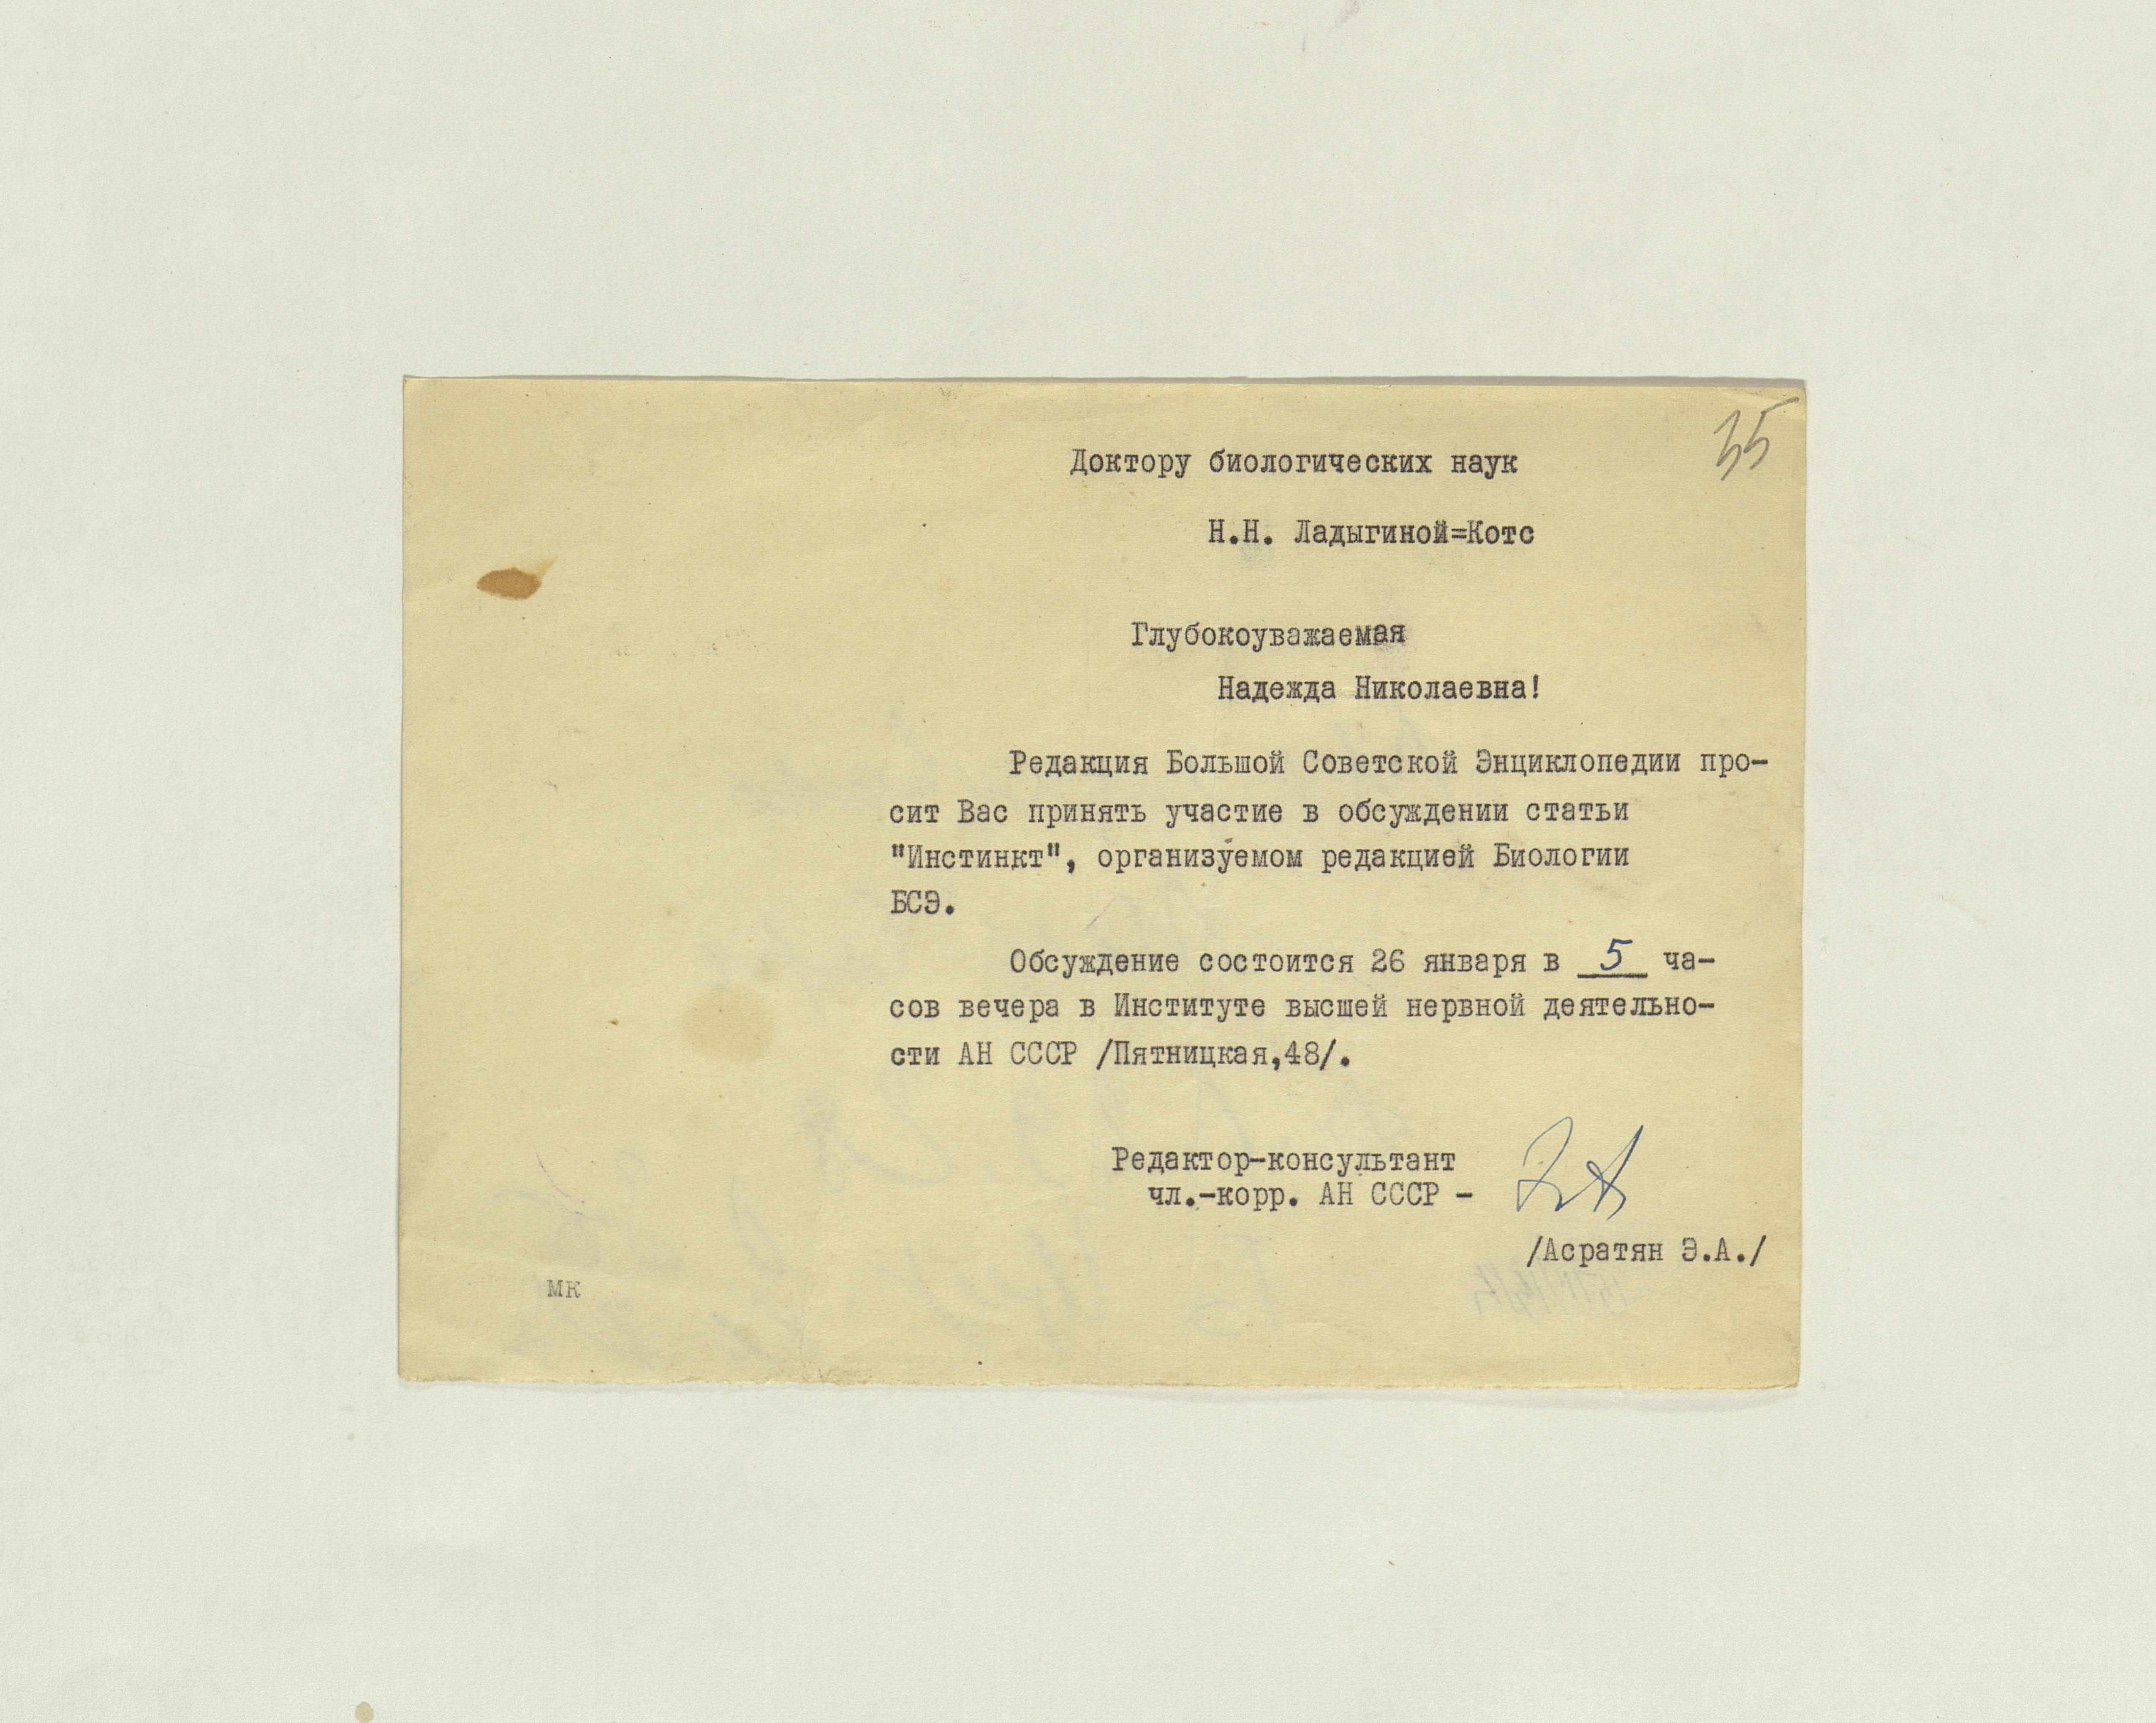 35
Доктору биологических наук
Н.Н. Ладыгиной=Котс
Глубокоуважаемая
Надежда Николаевна!
Редакция Большой Советской Энциклопедии про-
сит Вас принять участие в обсуждении статьи
"Инстинкт", организуемом редакцией Биологии
БСЭ.
Обсуждение состоится 26 января в 5 ча-
сов вечера в Институте высшей нервной деятельно-
сти АН СССР /Пятницкая,48/.
Редактор-консультант
чл.-корр. АН СССР -
/Асратян Э.А./
МК